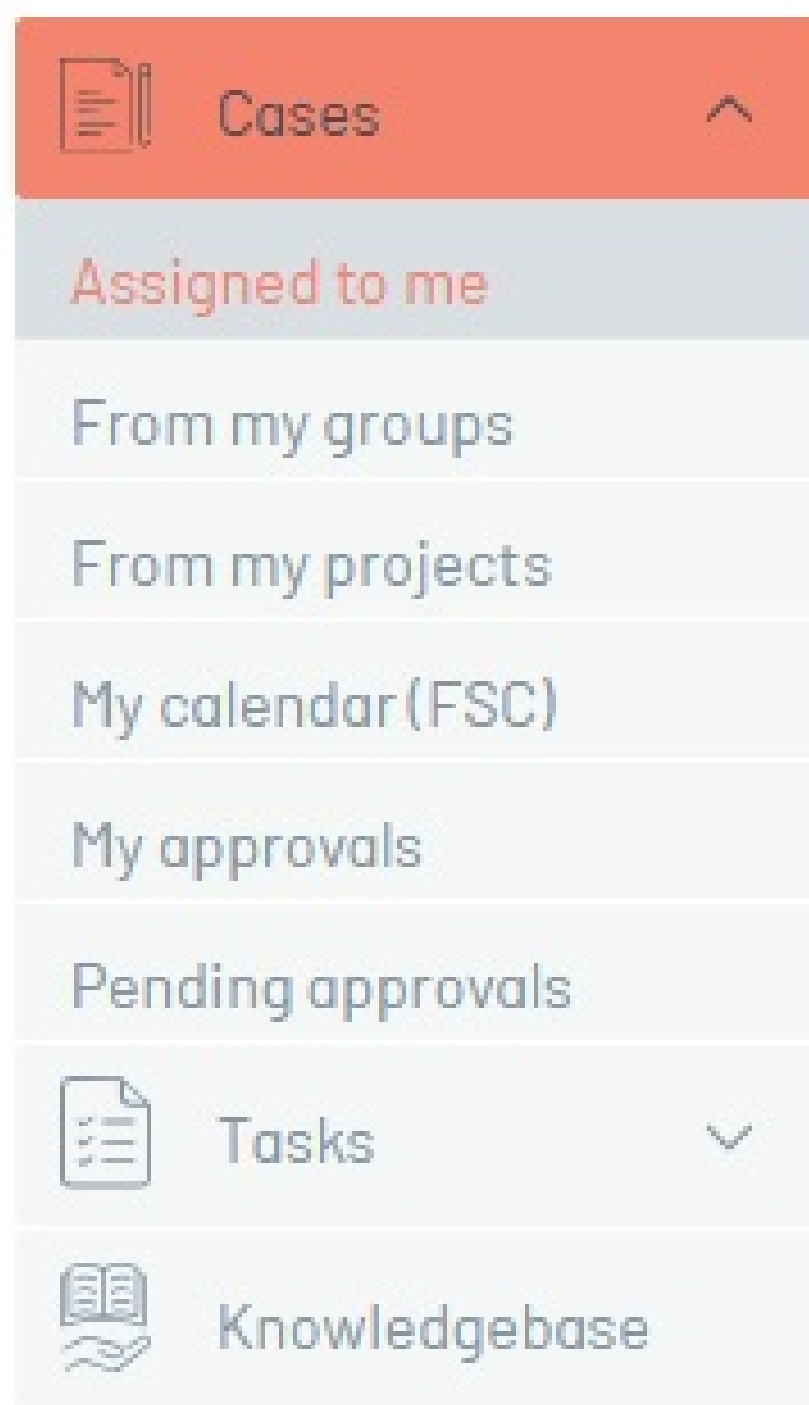 Cases
Assigned to me
From my groups
From my projects
My calendar (FSC)
My approvals
Pending approvals
Tasks
Knowledgebase